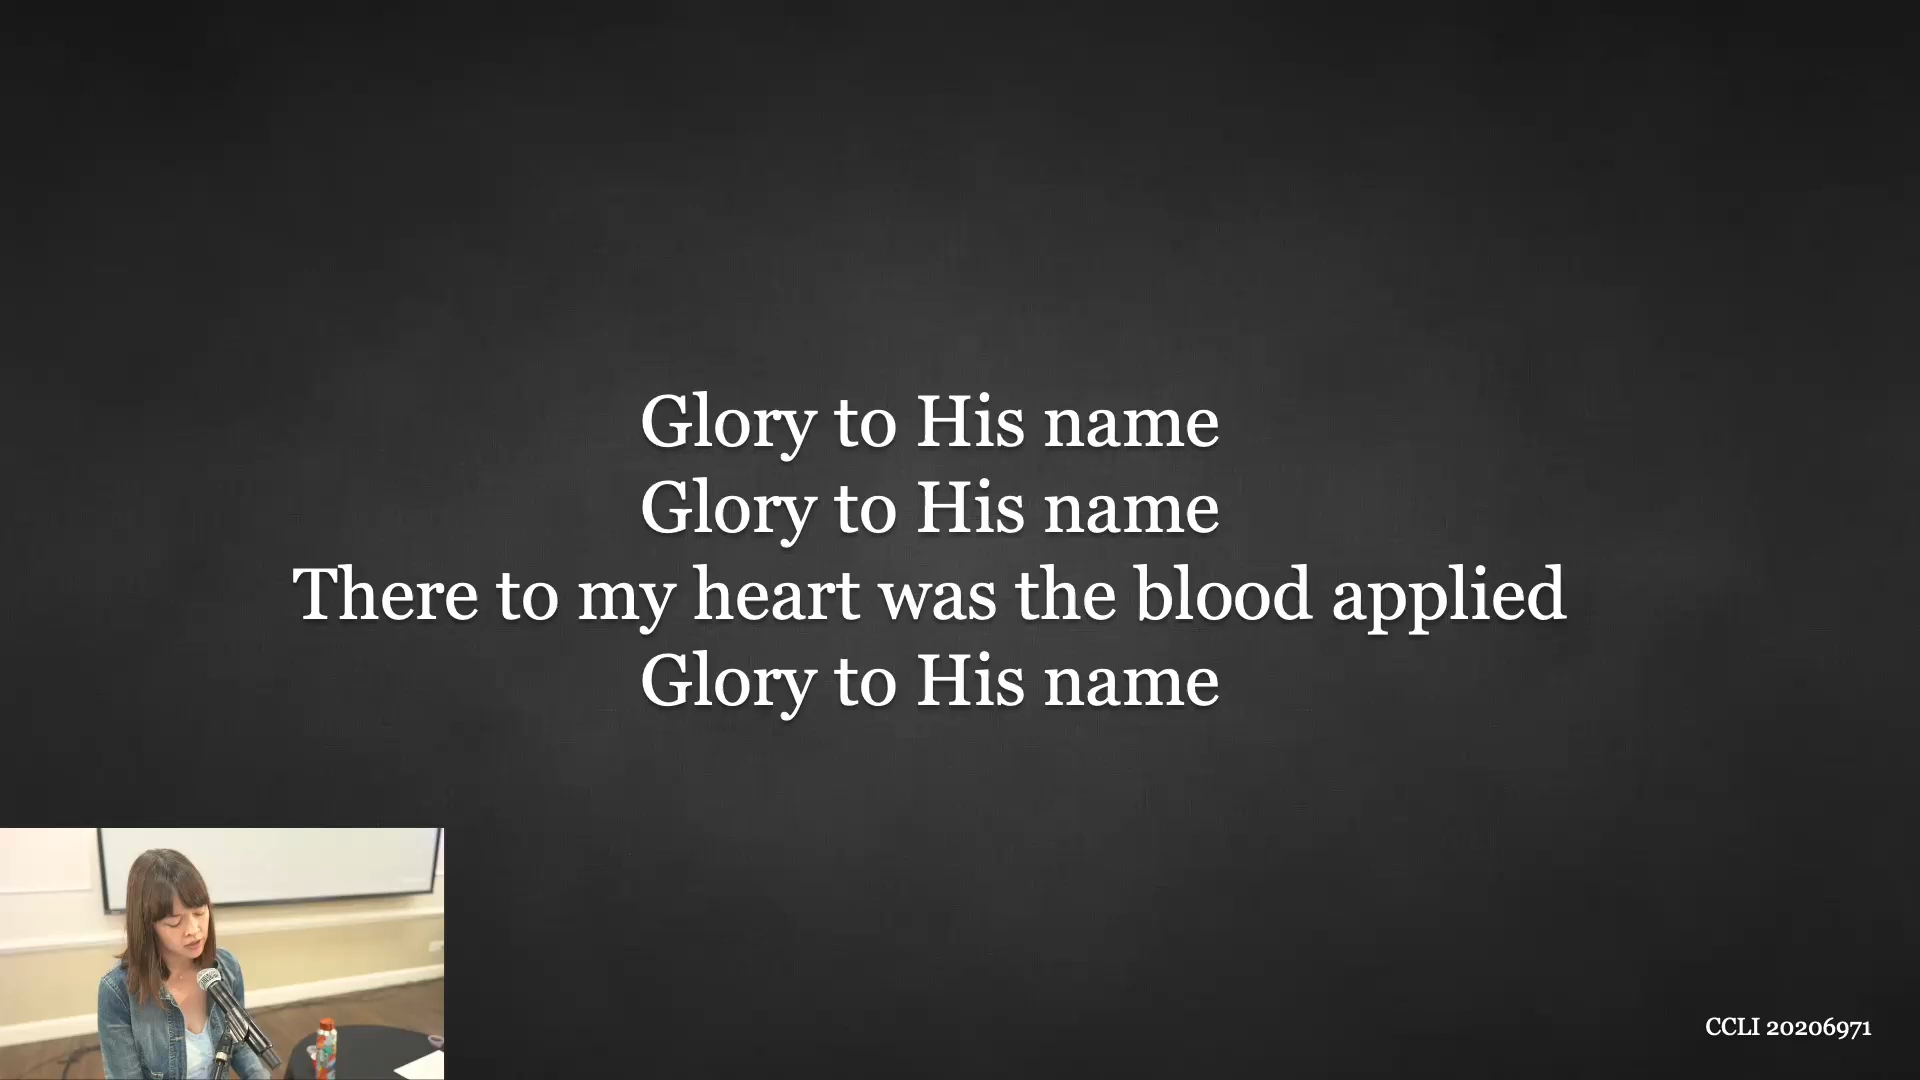 Glory to His name
Glory to His name
There to my heart was the blood applied
Glory to His name
CCLI 20206971